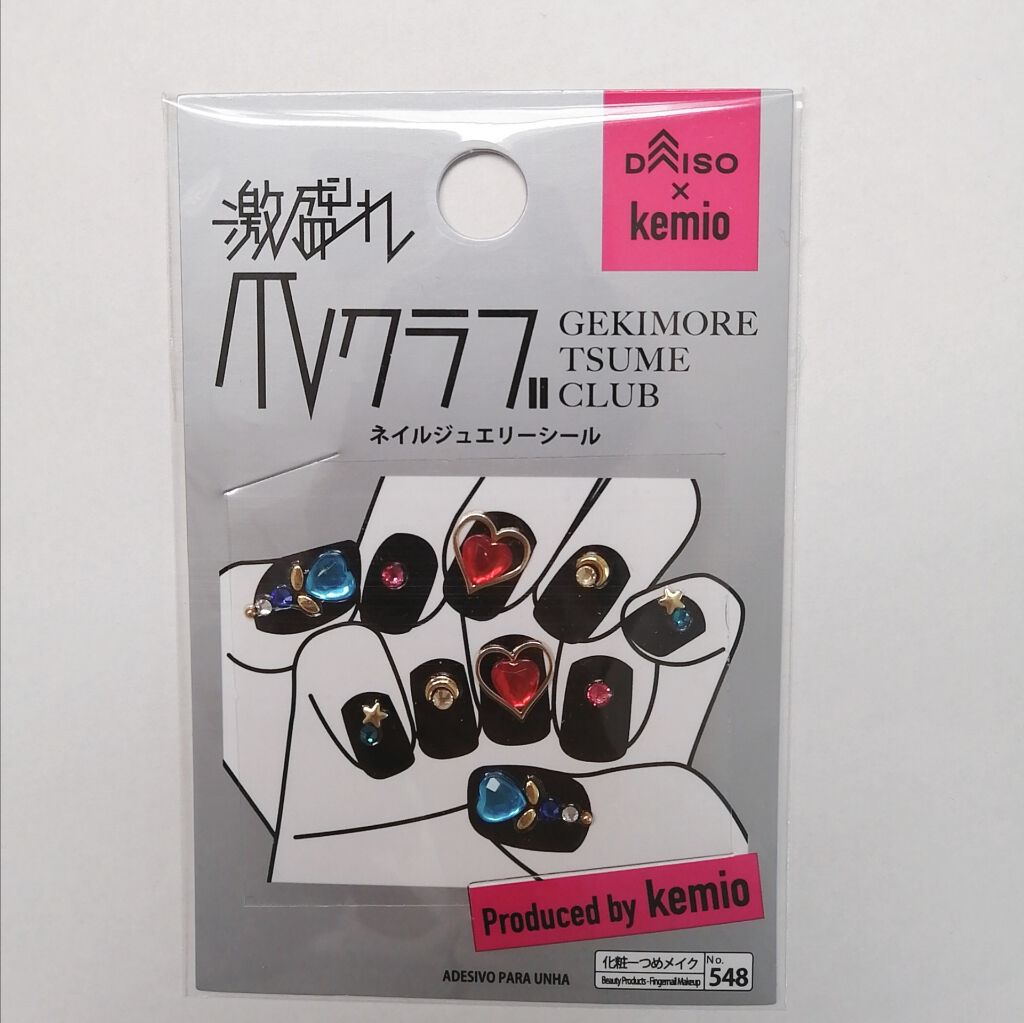 DAISO
×
kemio
激盛れ
爪クラブ
GEKIMORE
TSUME
CLUB
ネイルジュエリーシール
Produced by kemio
ADESIVO PARA UNHA
化粧ーつめメイク
Beauty Products - Fingernail Makeup
No.
548